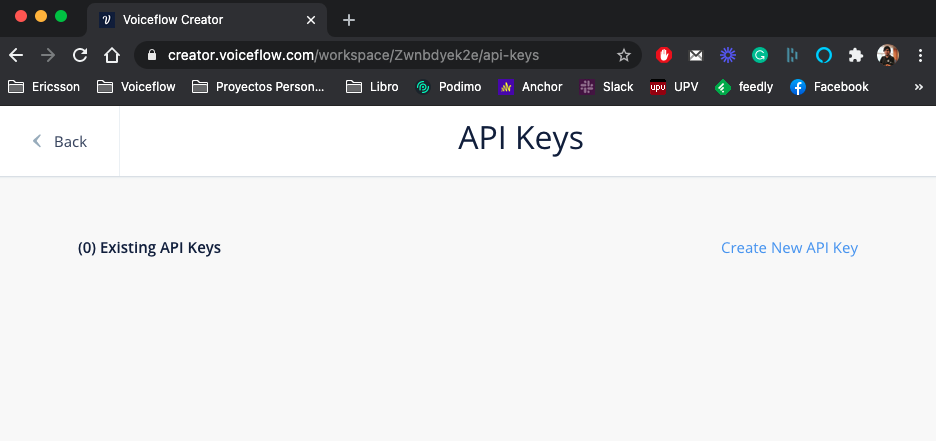 Voiceflow Creator
creator.voiceflow.com/workspace/Zwnbdyek2e/api-keys
Ericsson Voiceflow Proyectos Person... Libro Podimo Anchor Slack upv UPV feedly Facebook »
Back
API Keys
(0) Existing API Keys
Create New API Key